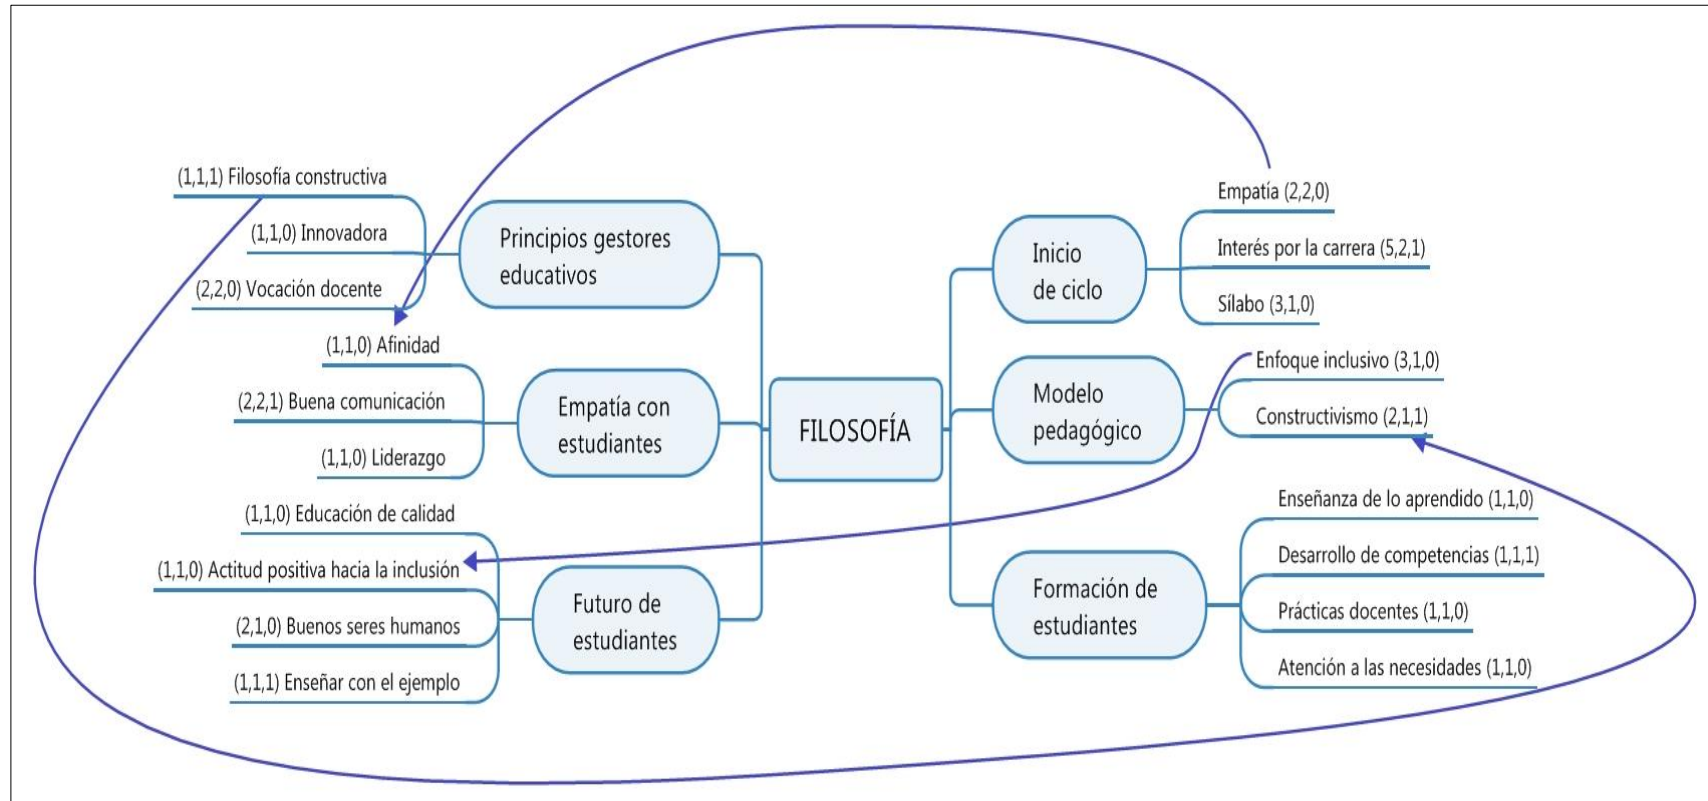 (1,1,1) Filosofía constructiva
(1,1,0) Innovadora
(2,2,0) Vocación docente
Principios gestores
educativos
(1,1,0) Afinidad
(2,2,1) Buena comunicación
(1,1,0) Liderazgo
Empatía con
estudiantes
(1,1,0) Educación de calidad
(1,1,0) Actitud positiva hacia la inclusión
(2,1,0) Buenos seres humanos
(1,1,1) Enseñar con el ejemplo
Futuro de
estudiantes
FILOSOFÍA
Inicio
de ciclo
Empatía (2,2,0)
Interés por la carrera (5,2,1)
Sílabo (3,1,0)
Modelo
pedagógico
Enfoque inclusivo (3,1,0)
Constructivismo (2,1,1)
Formación de
estudiantes
Enseñanza de lo aprendido (1,1,0)
Desarrollo de competencias (1,1,1)
Prácticas docentes (1,1,0)
Atención a las necesidades (1,1,0)